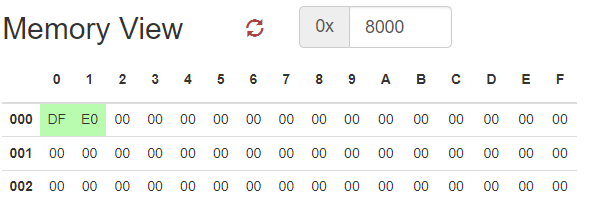 Memory View 0x 8000
0 1 2 3 4 5 6 7 8 9 A B C D E F
000 DF E0 00 00 00 00 00 00 00 00 00 00 00 00 00 00
001 00 00 00 00 00 00 00 00 00 00 00 00 00 00 00 00
002 00 00 00 00 00 00 00 00 00 00 00 00 00 00 00 00